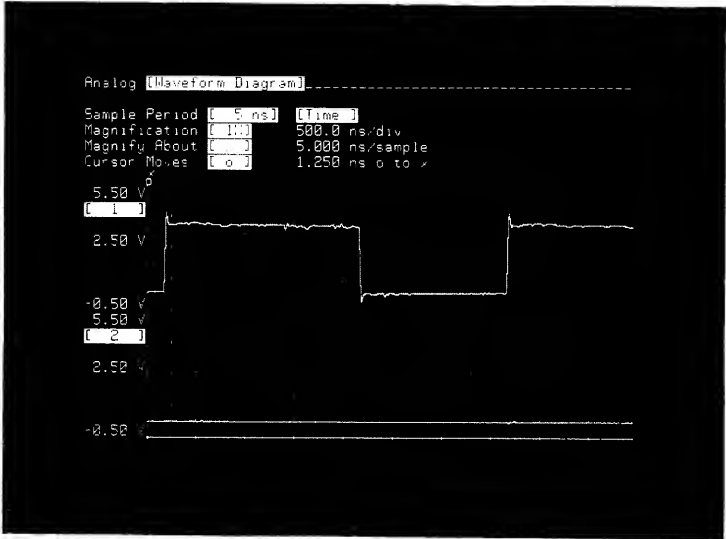 Analog [Waveform Diagram]
Sample Period [ 5 ns] [Time ]
Magnification 500.0 ns/div
Magnify About 5.000 ns/sample
Cursor Moves [ o ] 1.250 ns o to x
x
o
5.50 V
[ 1 ]
2.50 V
-0.50 V
5.50 V
[ 2 ]
2.50 V
-0.50